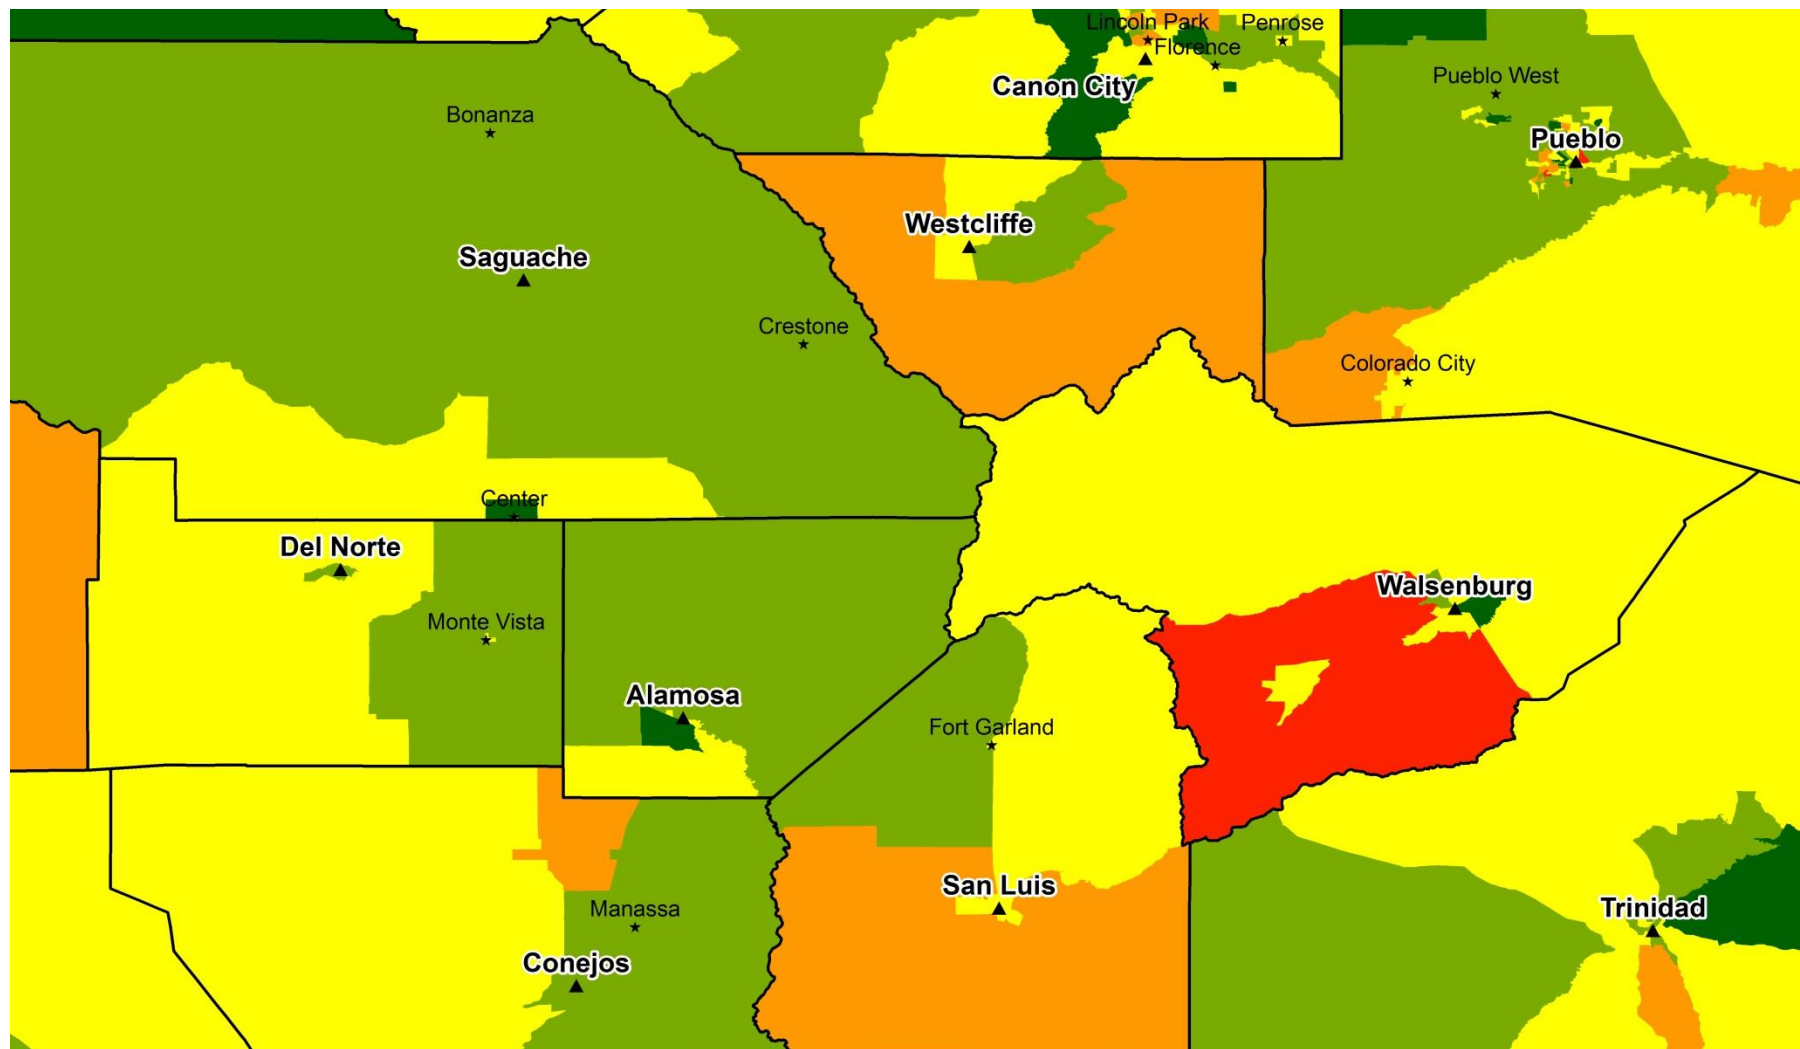 Lincoln Park
Penrose
Florence
Canon City
Pueblo West
Bonanza
Pueblo
Westcliffe
Saguache
Crestone
Colorado City
Center
Del Norte
Walsenburg
Monte Vista
Alamosa
Fort Garland
San Luis
Manassa
Trinidad
Conejos